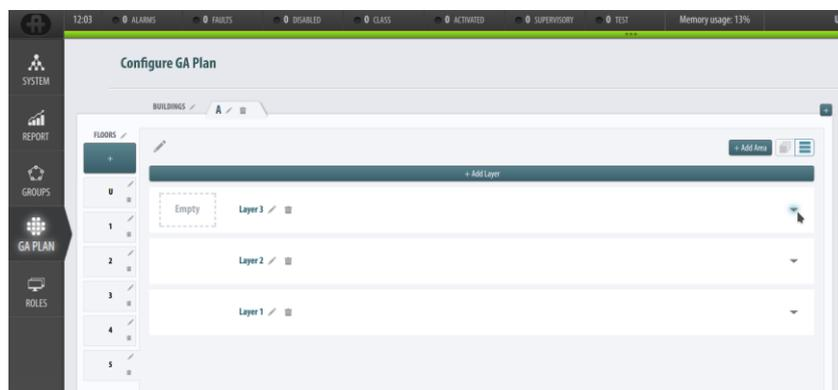 12:03 0 ALARMS 0 FAULTS 0 DISABLED 0 CLASS 0 ACTIVATED 0 SUPERVISORY 0 TEST Memory usage: 13%
SYSTEM
REPORT
GROUPS
GA PLAN
ROLES
Configure GA Plan
BUILDINGS A
+
FLOORS
+
U
1
2
3
4
5
+ Add Area
+ Add Layer
Empty Layer 3
Layer 2
Layer 1